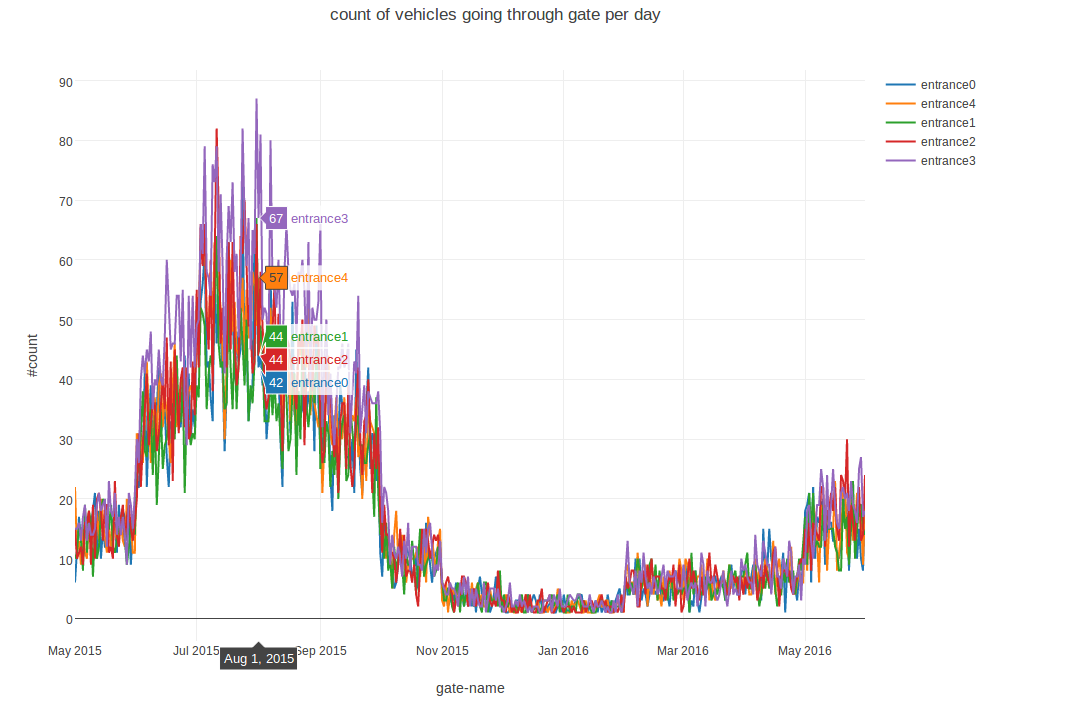 count of vehicles going through gate per day
90
80
70
60
50
40
30
20
10
0
#count
67 entrance3
57 entrance4
44 entrance1
44 entrance2
42 entrance0
entrance0
entrance4
entrance1
entrance2
entrance3
May 2015
Jul 2015
Aug 1, 2015
Sep 2015
Nov 2015
Jan 2016
Mar 2016
May 2016
gate-name